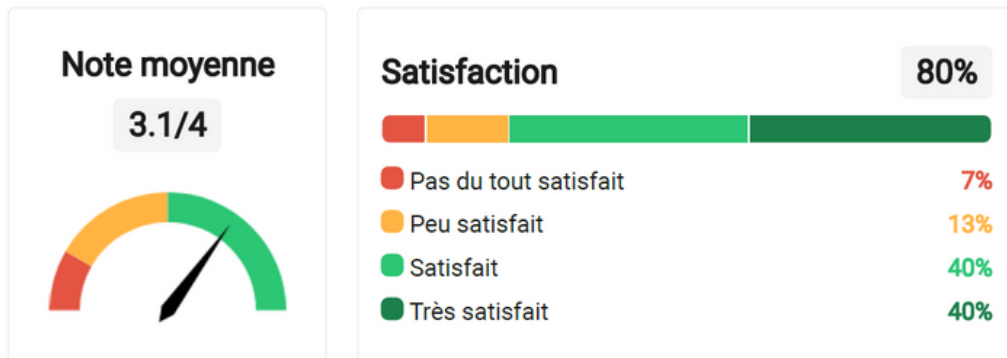 Note moyenne
3.1/4
Satisfaction 80%
Pas du tout satisfait 7%
Peu satisfait 13%
Satisfait 40%
Très satisfait 40%